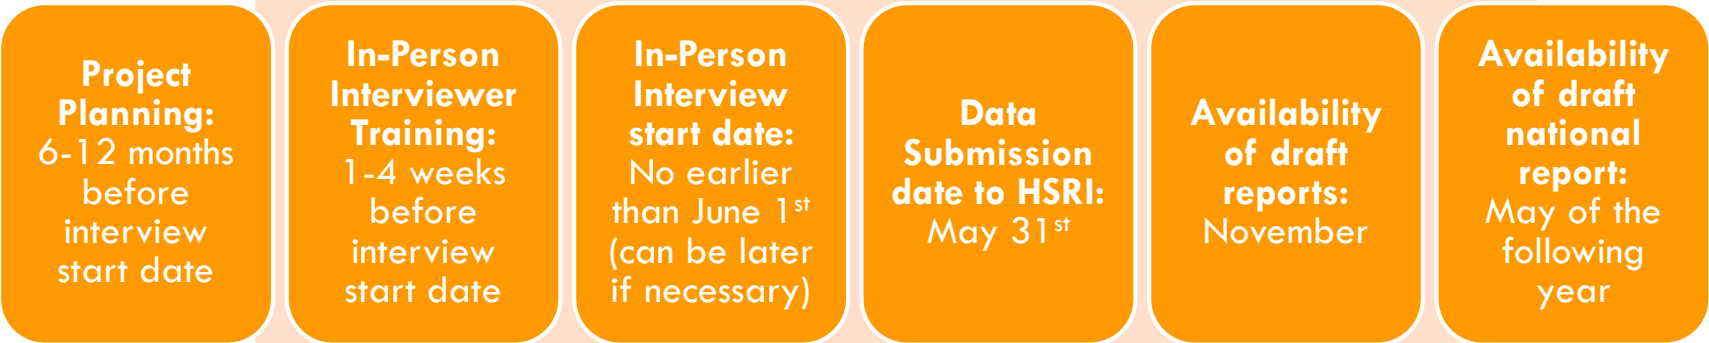 Project
Planning:
6-12 months
before
interview
start date
In-Person
Interviewer
Training:
1-4 weeks
before
interview
start date
In-Person
Interview
start date:
No earlier
than June 1st
(can be later
if necessary)
Data
Submission
date to HSRI:
May 31st
Availability
of draft
reports:
November
Availability
of draft
national
report:
May of the
following
year